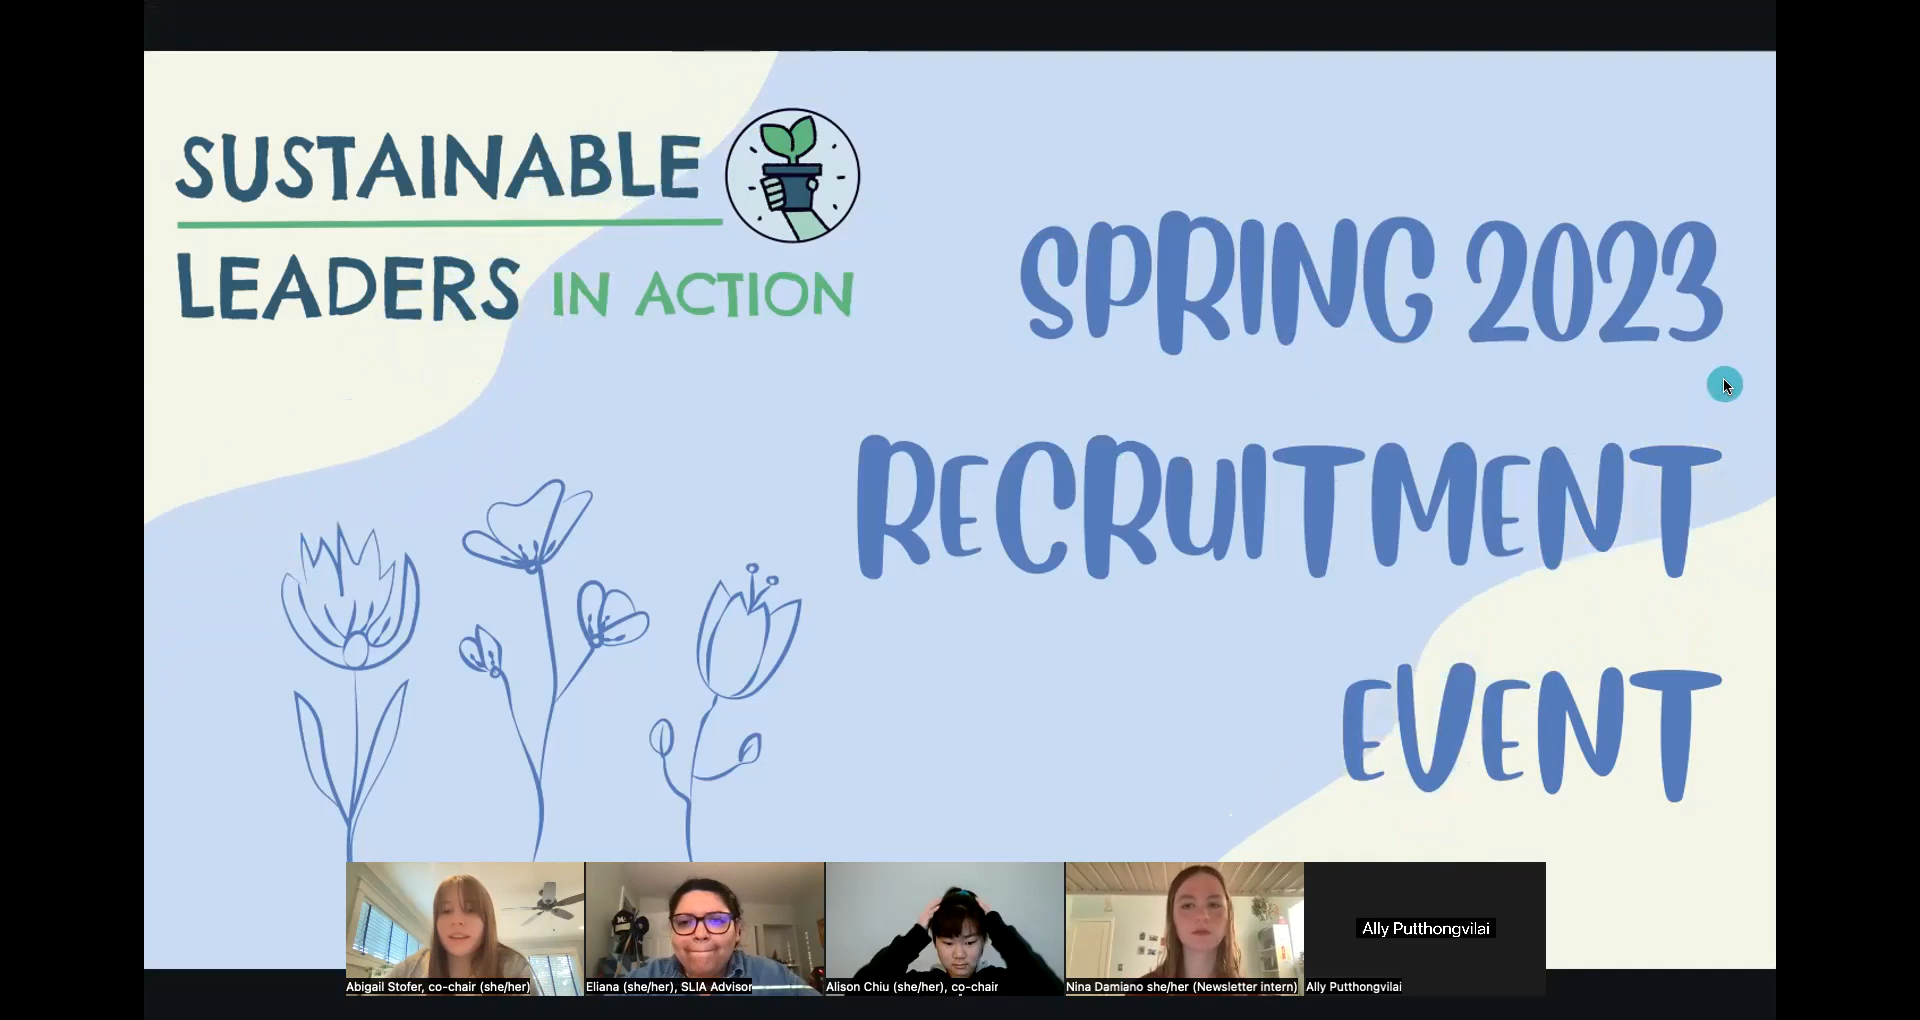 SUSTAINABLE
LEADERS IN ACTION
SPRING 2023
RECRUITMENT
EVENT
Ally Putthongvilai
Abigail Stofer, co-chair (she/her)
Eliana (she/her), SLIA Advisor
Alison Chiu (she/her), co-chair
Nina Damiano she/her (Newsletter intern)
Ally Putthongvilai